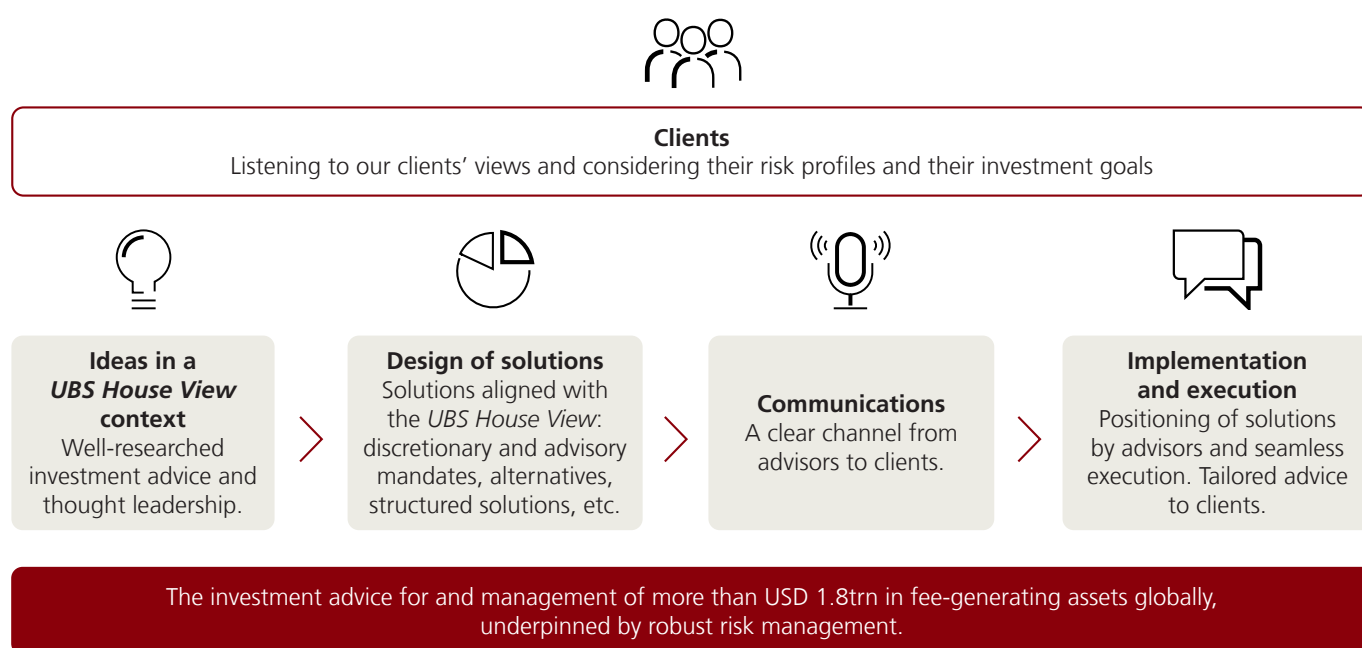 Clients
Listening to our clients’ views and considering their risk profiles and their investment goals
Ideas in a
UBS House View
context
Well-researched
investment advice and
thought leadership.
Design of solutions
Solutions aligned with
the UBS House View:
discretionary and advisory
mandates, alternatives,
structured solutions, etc.
Communications
A clear channel from
advisors to clients.
Implementation
and execution
Positioning of solutions
by advisors and seamless
execution. Tailored advice
to clients.
The investment advice for and management of more than USD 1.8trn in fee-generating assets globally,
underpinned by robust risk management.